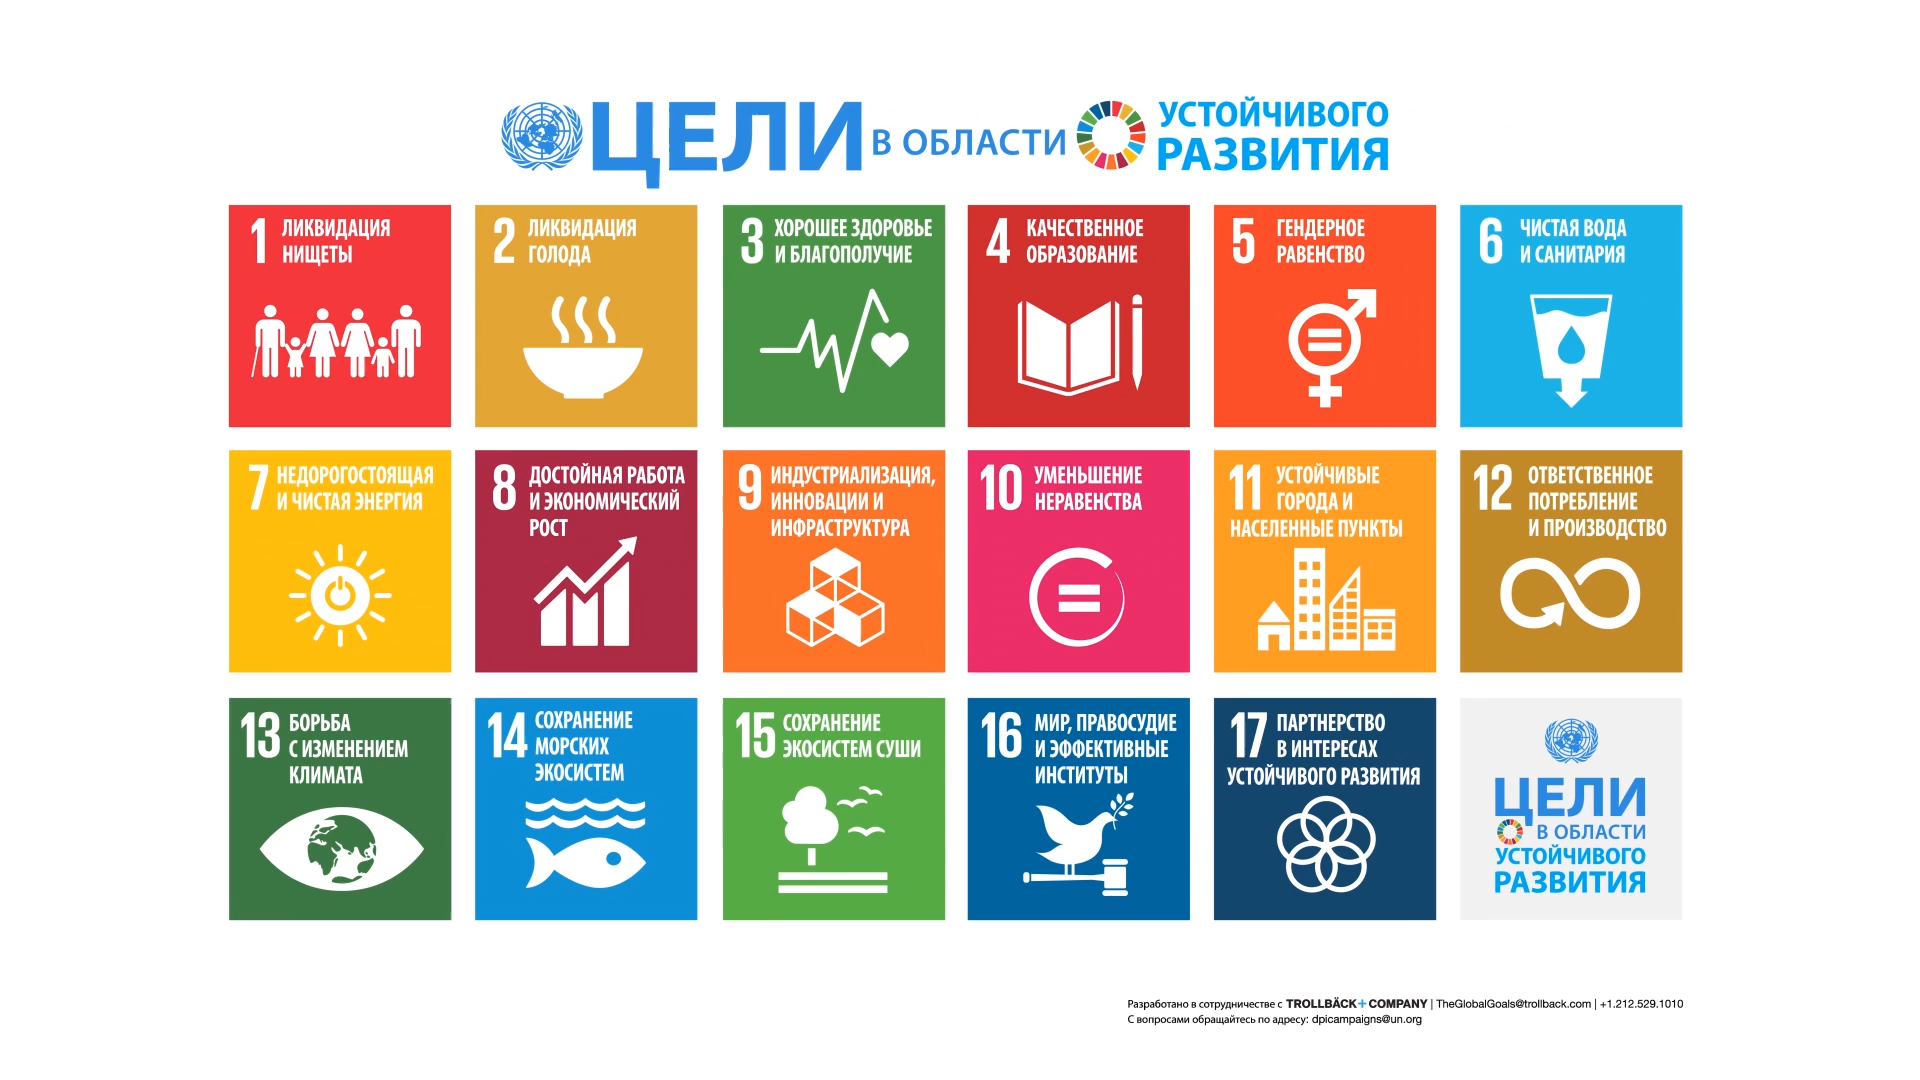 ЦЕЛИ В ОБЛАСТИ УСТОЙЧИВОГО
РАЗВИТИЯ
1 ЛИКВИДАЦИЯ
НИЩЕТЫ
2 ЛИКВИДАЦИЯ
ГОЛОДА
3 ХОРОШЕЕ ЗДОРОВЬЕ
И БЛАГОПОЛУЧИЕ
4 КАЧЕСТВЕННОЕ
ОБРАЗОВАНИЕ
5 ГЕНДЕРНОЕ
РАВЕНСТВО
6 ЧИСТАЯ ВОДА
И САНИТАРИЯ
7 НЕДОРОГОСТОЯЩАЯ
И ЧИСТАЯ ЭНЕРГИЯ
8 ДОСТОЙНАЯ РАБОТА
И ЭКОНОМИЧЕСКИЙ
РОСТ
9 ИНДУСТРИАЛИЗАЦИЯ,
ИННОВАЦИИ И
ИНФРАСТРУКТУРА
10 УМЕНЬШЕНИЕ
НЕРАВЕНСТВА
11 УСТОЙЧИВЫЕ
ГОРОДА И
НАСЕЛЕННЫЕ ПУНКТЫ
12 ОТВЕТСТВЕННОЕ
ПОТРЕБЛЕНИЕ
И ПРОИЗВОДСТВО
13 БОРЬБА
С ИЗМЕНЕНИЕМ
КЛИМАТА
14 СОХРАНЕНИЕ
МОРСКИХ
ЭКОСИСТЕМ
15 СОХРАНЕНИЕ
ЭКОСИСТЕМ СУШИ
16 МИР, ПРАВОСУДИЕ
И ЭФФЕКТИВНЫЕ
ИНСТИТУТЫ
17 ПАРТНЕРСТВО
В ИНТЕРЕСАХ
УСТОЙЧИВОГО РАЗВИТИЯ
ЦЕЛИ
В ОБЛАСТИ
УСТОЙЧИВОГО
РАЗВИТИЯ
Разработано в сотрудничестве с TROLLBÄCK+COMPANY | TheGlobalGoals@trollback.com | +1.212.529.1010
С вопросами обращайтесь по адресу: dpicampaigns@un.org